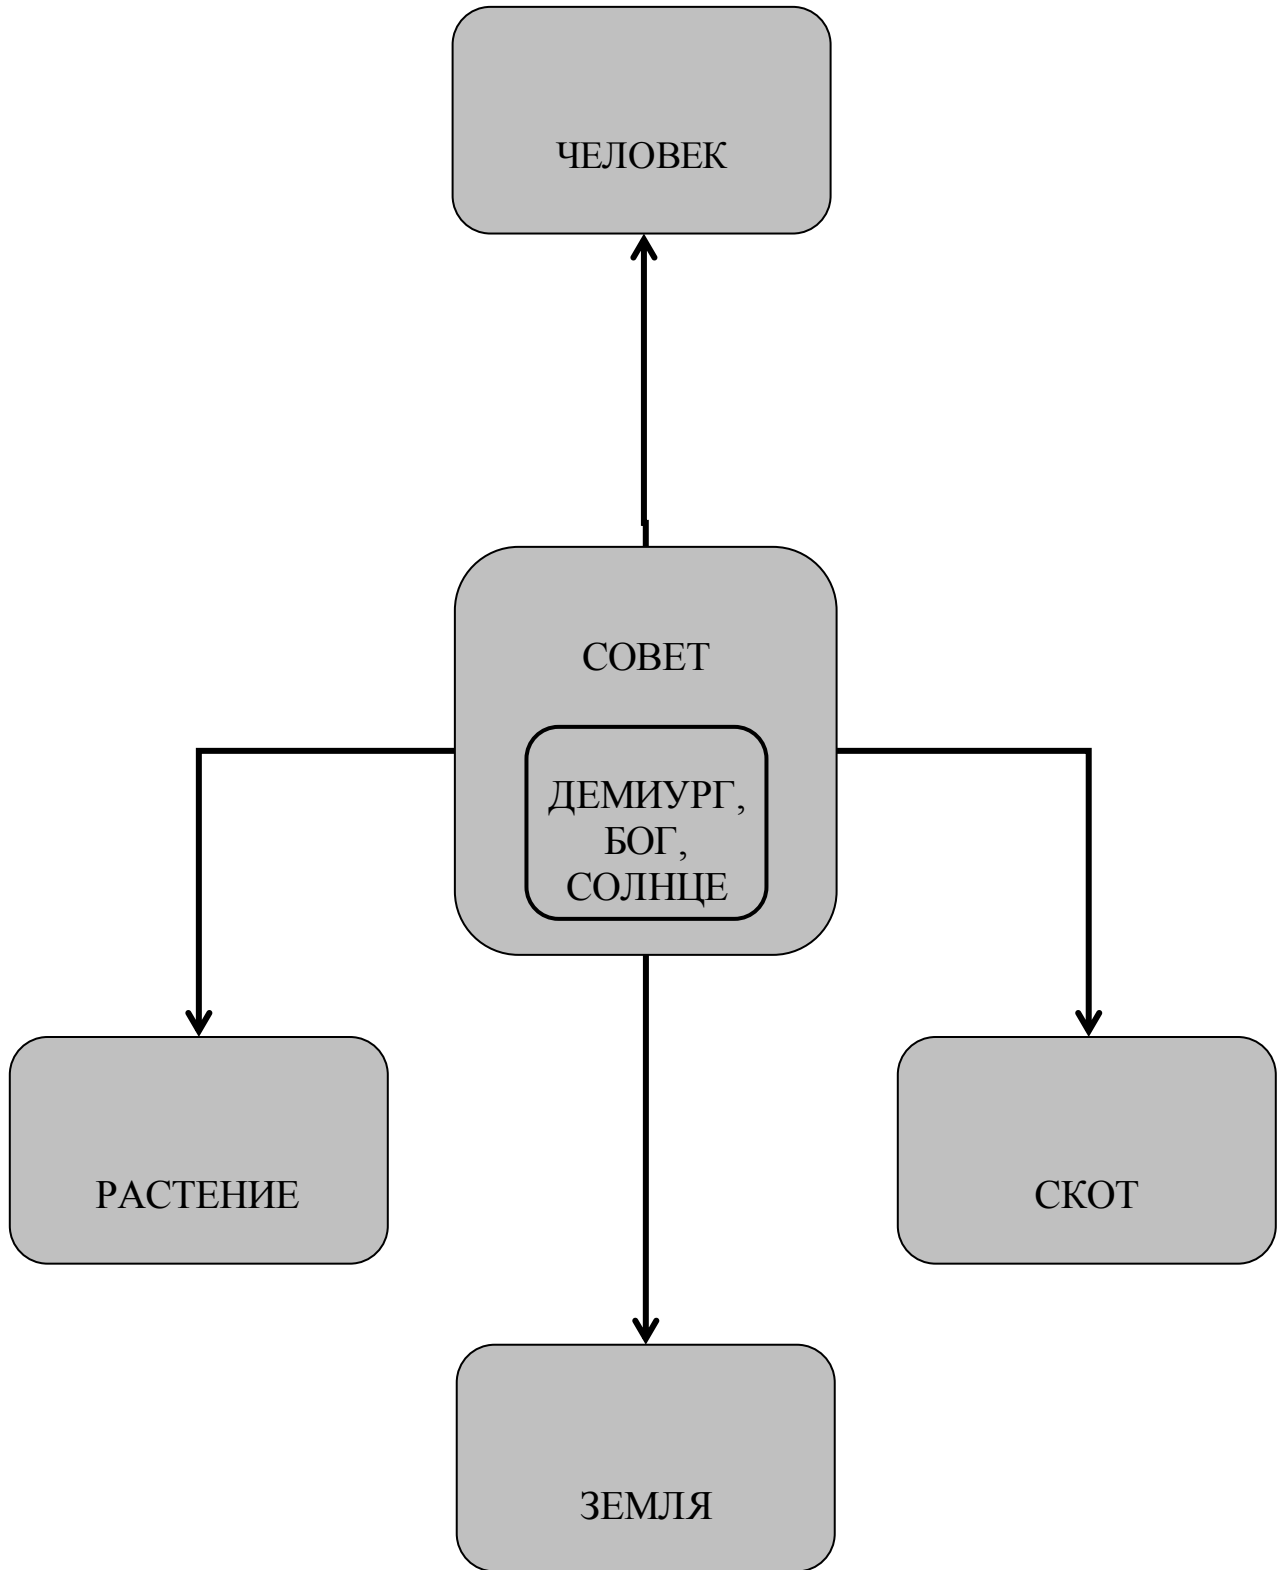 ЧЕЛОВЕК
СОВЕТ
ДЕМИУРГ,
БОГ,
СОЛНЦЕ
РАСТЕНИЕ
СКОТ
ЗЕМЛЯ